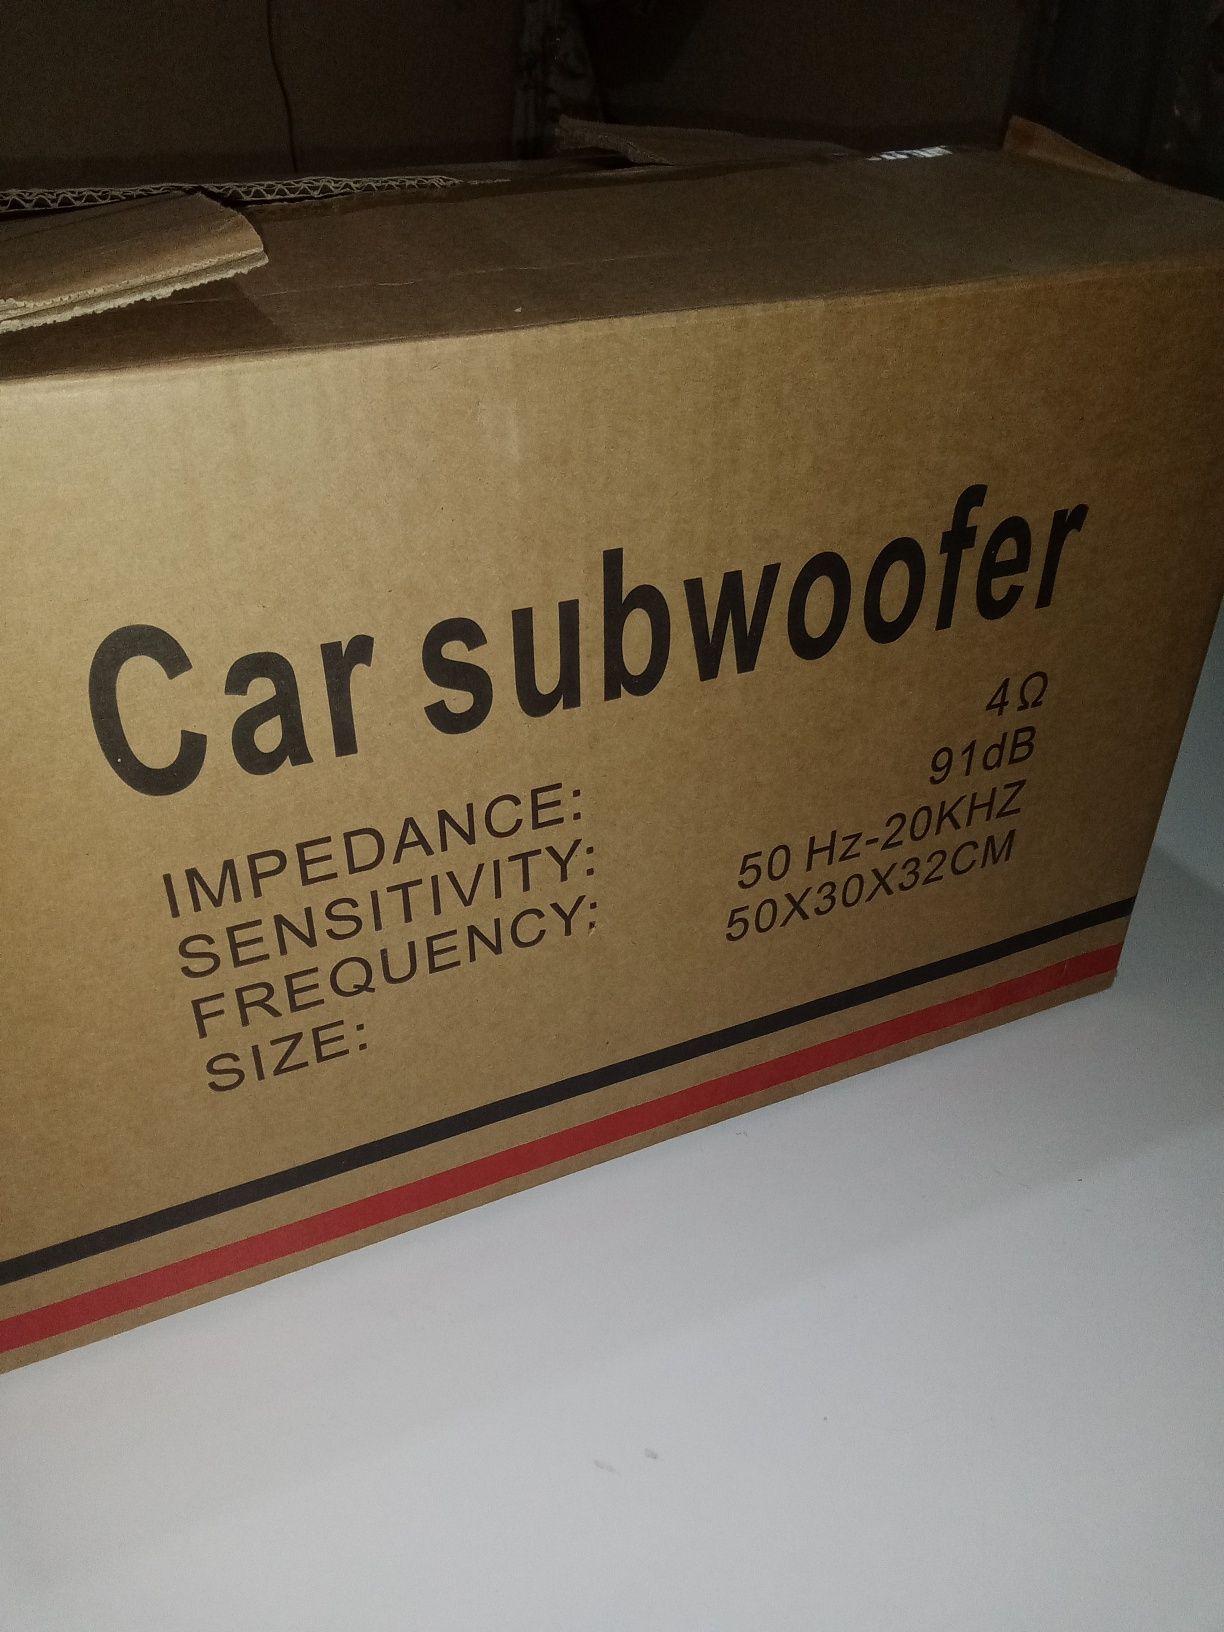 Car subwoofer
IMPEDANCE: 4Ω
SENSITIVITY: 91dB
FREQUENCY; 50 Hz-20KHZ
SIZE: 50X30X32CM